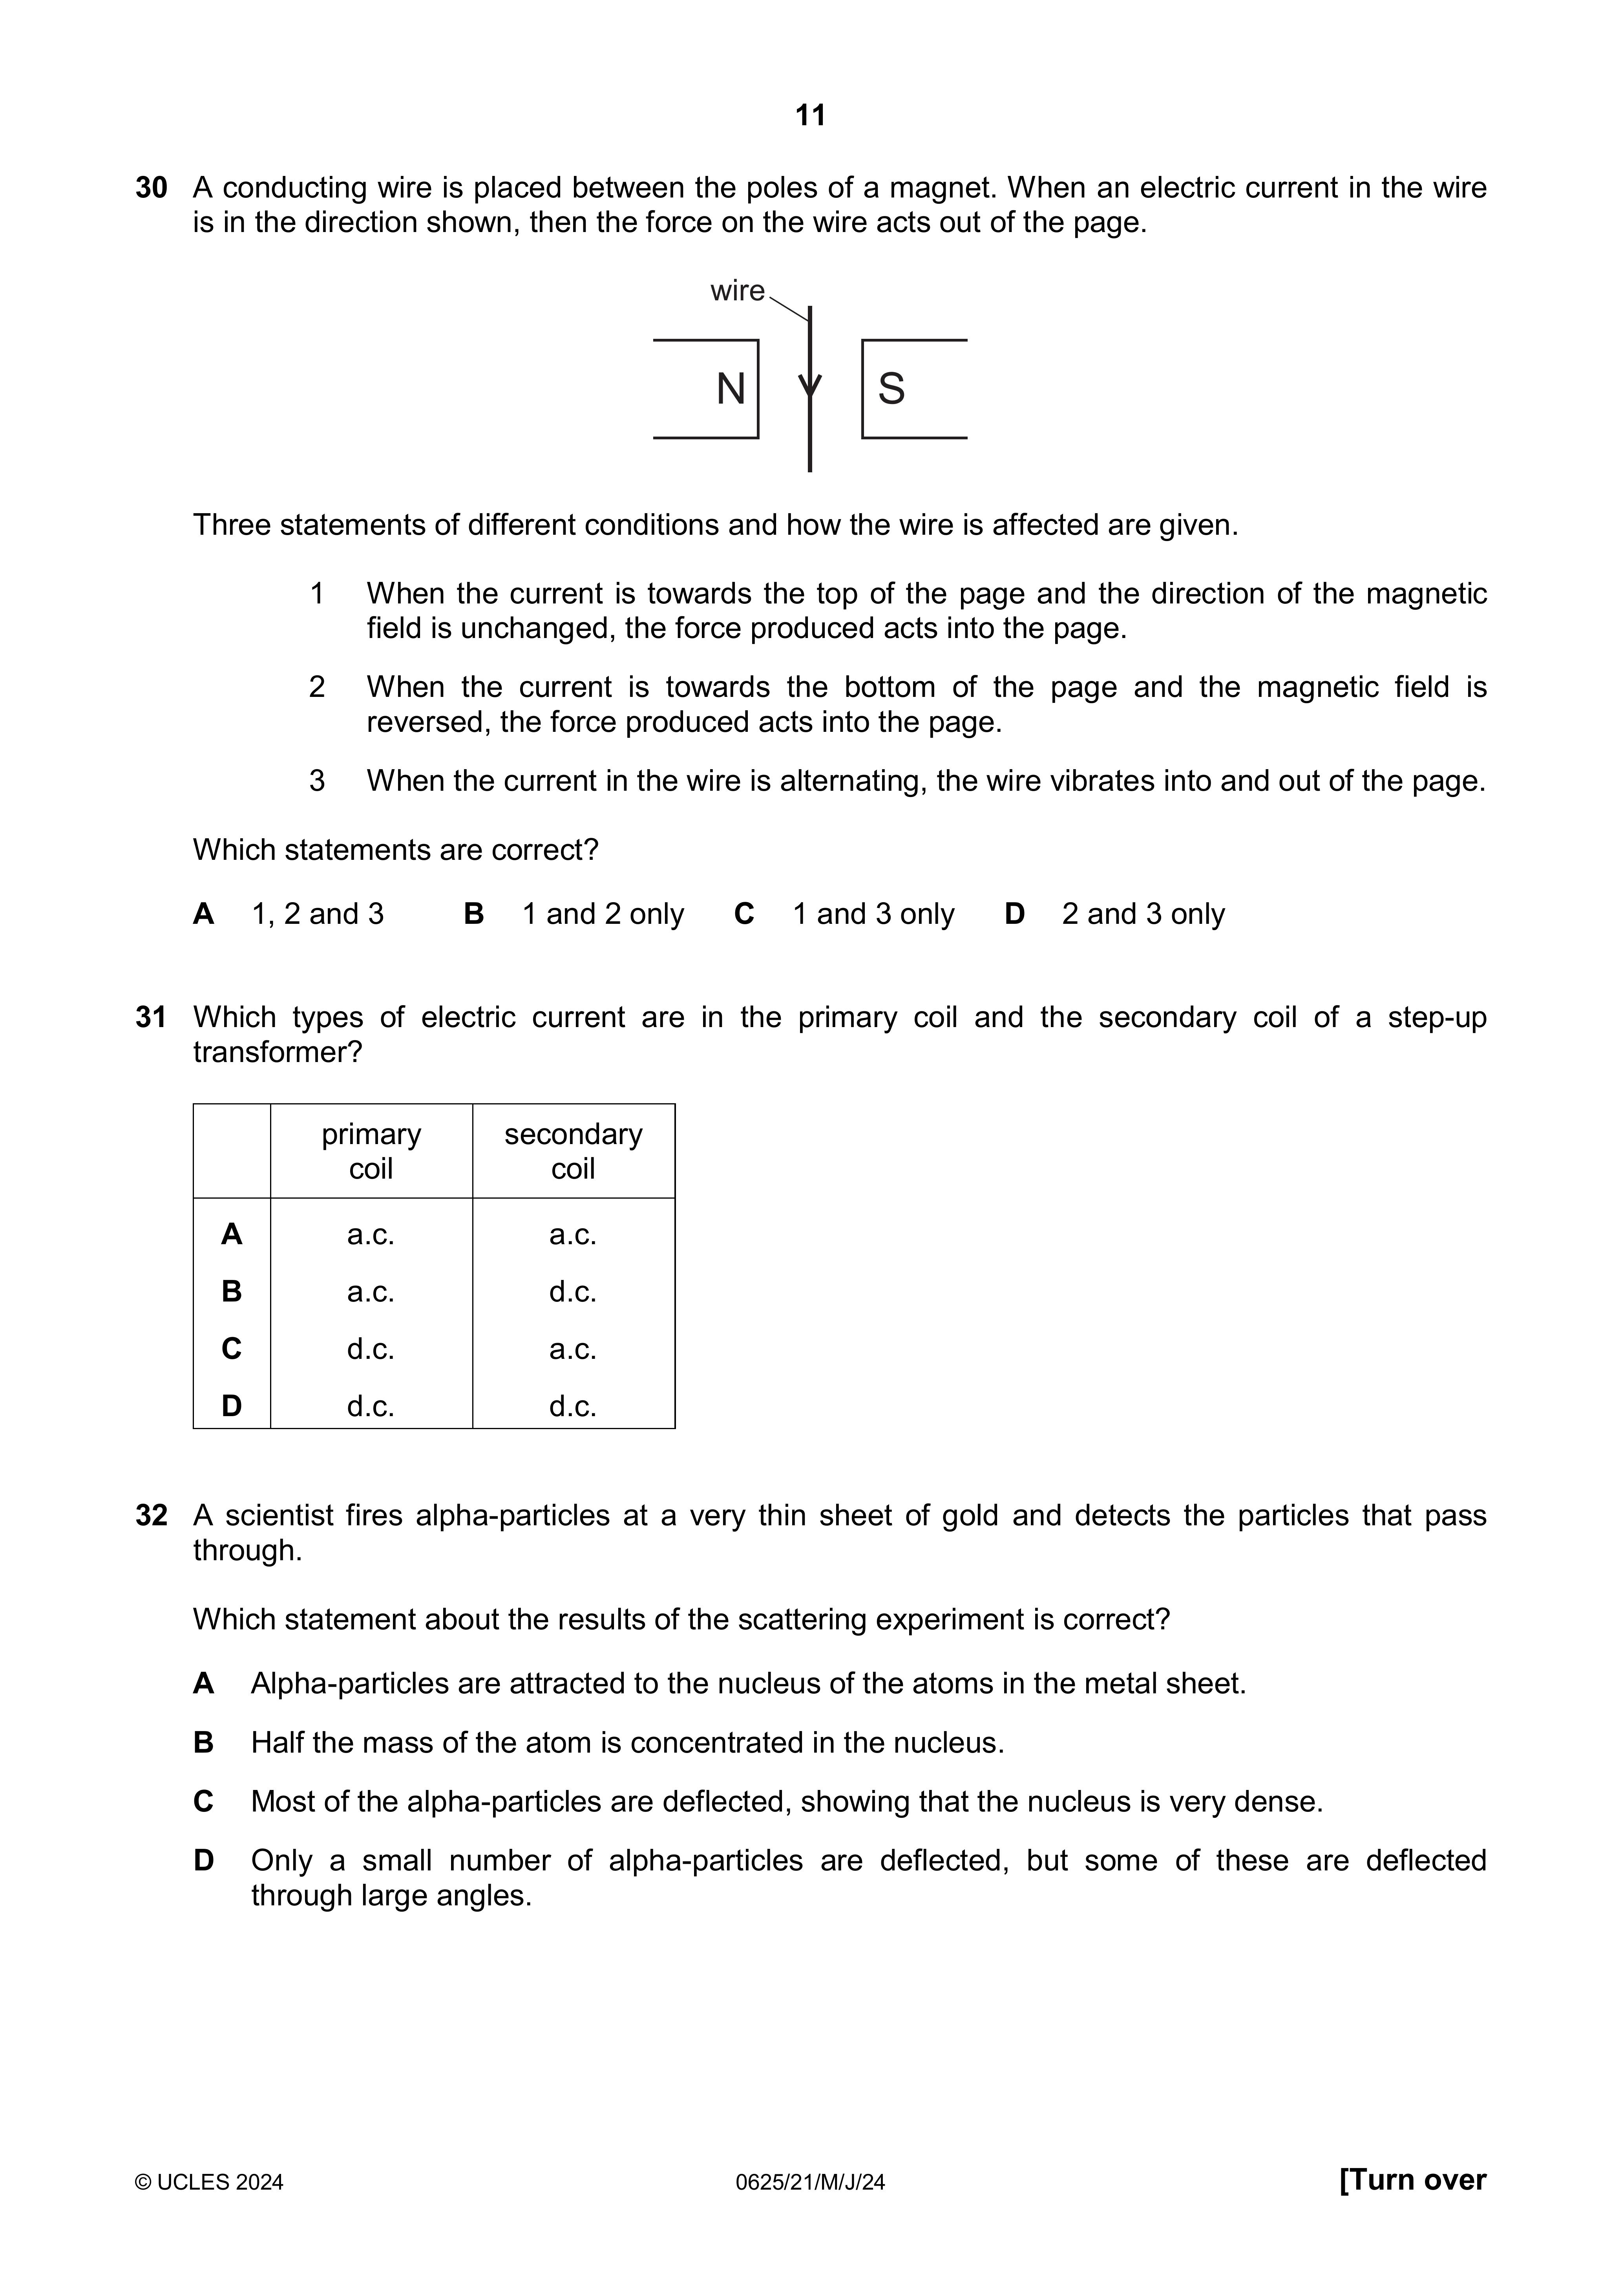 11
30 A conducting wire is placed between the poles of a magnet. When an electric current in the wire
is in the direction shown, then the force on the wire acts out of the page.
wire
N S
Three statements of different conditions and how the wire is affected are given.
1 When the current is towards the top of the page and the direction of the magnetic
field is unchanged, the force produced acts into the page.
2 When the current is towards the bottom of the page and the magnetic field is
reversed, the force produced acts into the page.
3 When the current in the wire is alternating, the wire vibrates into and out of the page.
Which statements are correct?
A 1, 2 and 3 B 1 and 2 only C 1 and 3 only D 2 and 3 only
31 Which types of electric current are in the primary coil and the secondary coil of a step-up
transformer?
primary secondary
coil coil
A a.c. a.c.
B a.c. d.c.
C d.c. a.c.
D d.c. d.c.
32 A scientist fires alpha-particles at a very thin sheet of gold and detects the particles that pass
through.
Which statement about the results of the scattering experiment is correct?
A Alpha-particles are attracted to the nucleus of the atoms in the metal sheet.
B Half the mass of the atom is concentrated in the nucleus.
C Most of the alpha-particles are deflected, showing that the nucleus is very dense.
D Only a small number of alpha-particles are deflected, but some of these are deflected
through large angles.
© UCLES 2024 0625/21/M/J/24 [Turn over